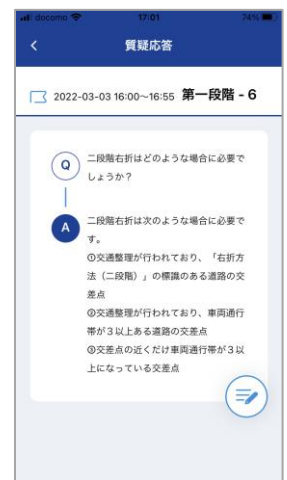 docomo 17:01 74%
質疑応答
2022-03-03 16:00～16:55 第一段階 - 6
Q 二段階右折はどのような場合に必要で
しょうか？
A 二段階右折は次のような場合に必要で
す。
①交通整理が行われており、「右折方
法（二段階）」の標識のある道路の交
差点
②交通整理が行われており、車両通行
帯が３以上ある道路の交差点
③交差点の近くだけ車両通行帯が３以
上になっている交差点